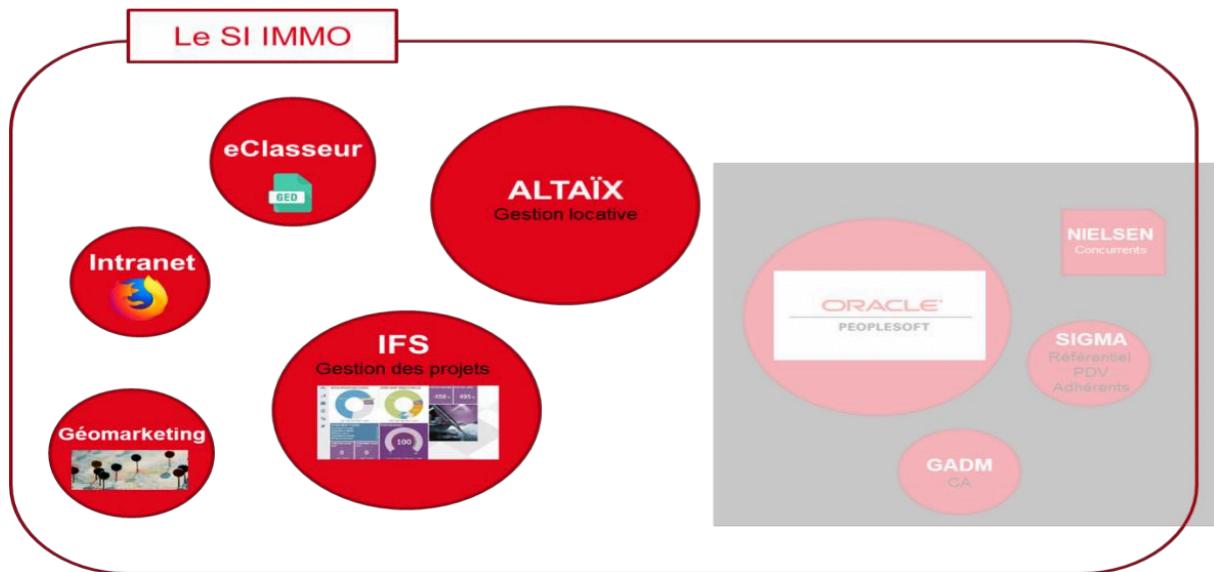 Le SI IMMO
eClasseur
GED
ALTAÏX
Gestion locative
Intranet
IFS
Gestion des projets
100
Géomarketing
ORACLE
PEOPLESOFT
NIELSEN
Concurrents
SIGMA
Référentiel
PDV
Adhérents
GADM
CA